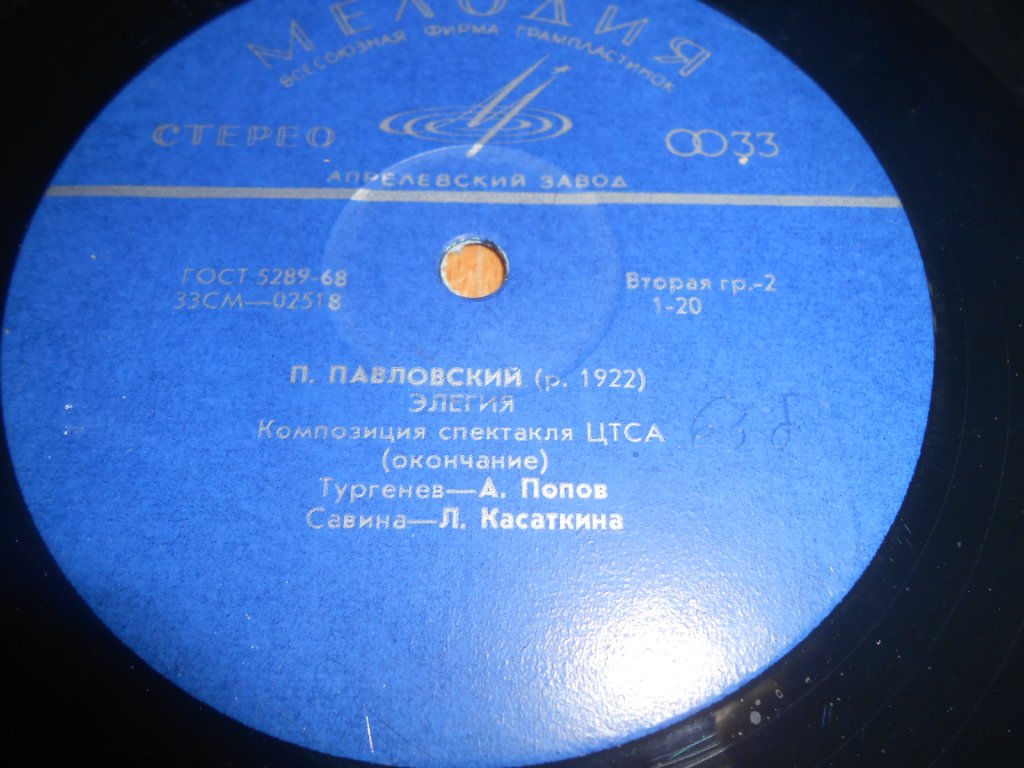 МЕЛОДИЯ
ВСЕСОЮЗНАЯ ФИРМА ГРАМПЛАСТИНОК
СТЕРЕО
33
АПРЕЛЕВСКИЙ ЗАВОД
ГОСТ 5289-68
33СМ—02518
Вторая гр.-2
1-20
П. ПАВЛОВСКИЙ (р. 1922)
ЭЛЕГИЯ
Композиция спектакля ЦТСА
(окончание)
Тургенев—А. Попов
Савина—Л. Касаткина